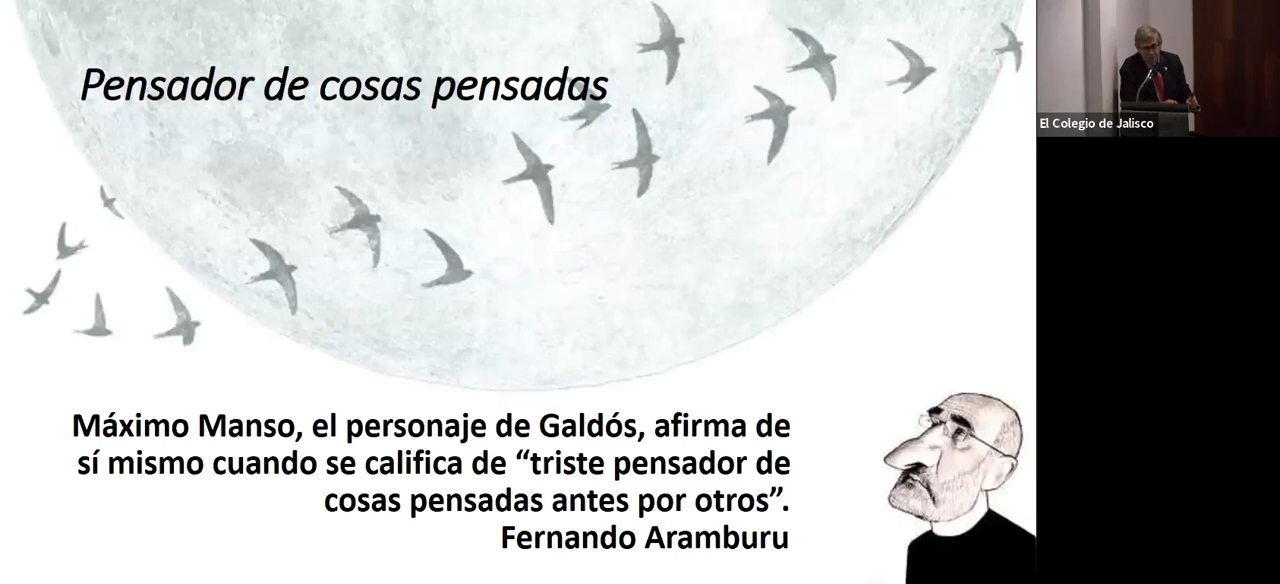 Pensador de cosas pensadas
El Colegio de Jalisco
Máximo Manso, el personaje de Galdós, afirma de
sí mismo cuando se califica de “triste pensador de
cosas pensadas antes por otros”.
Fernando Aramburu